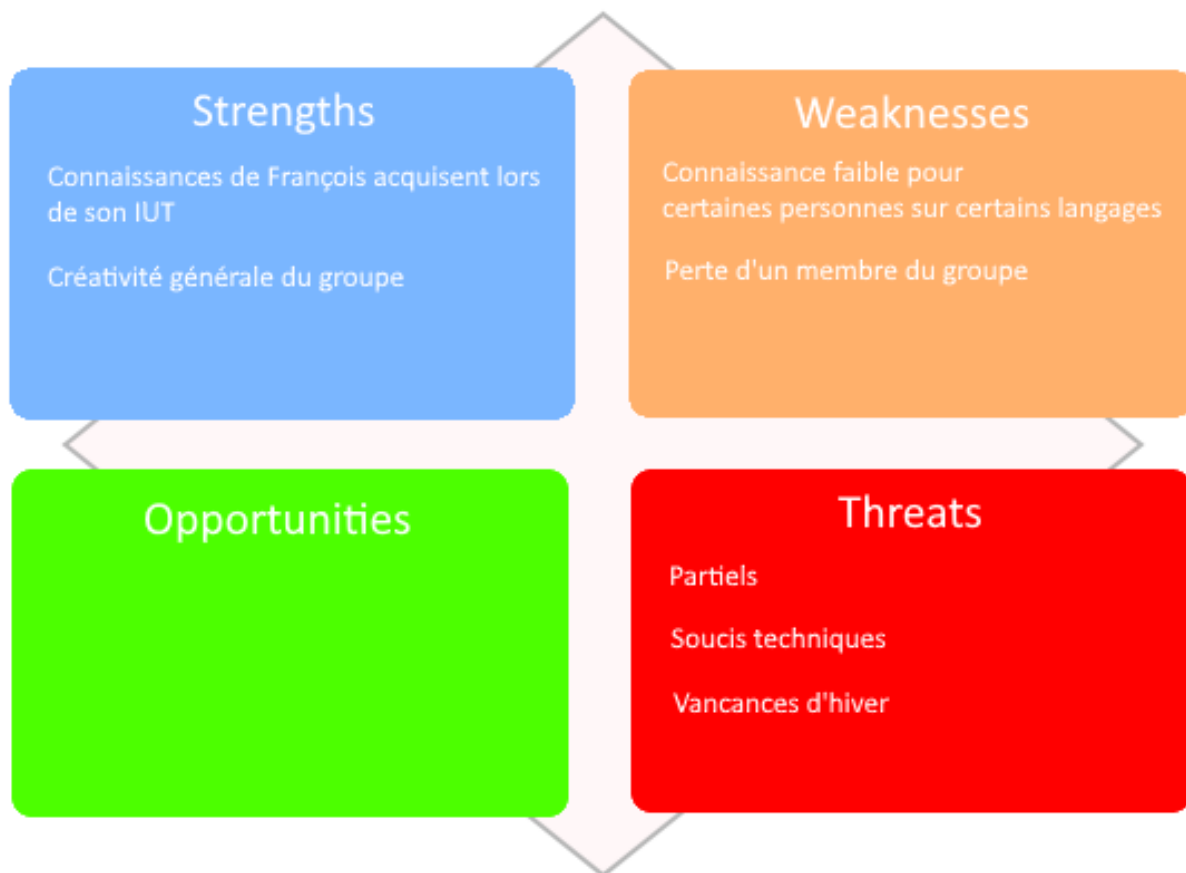 Strengths
Connaissances de François acquisent lors
de son IUT
Créativité générale du groupe
Weaknesses
Connaissance faible pour
certaines personnes sur certains langages
Perte d'un membre du groupe
Opportunities
Threats
Partiels
Soucis techniques
Vancances d'hiver